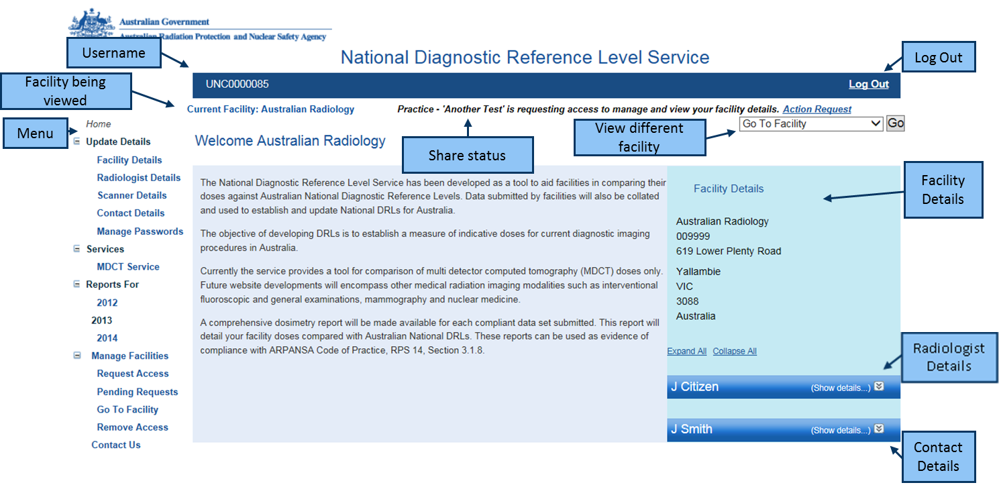 Australian Government
Australian Radiation Protection and Nuclear Safety Agency
National Diagnostic Reference Level Service
Username
Log Out
UNC0000085
Log Out
Facility being
viewed
Current Facility: Australian Radiology
Practice - 'Another Test' is requesting access to manage and view your facility details. Action Request
View different
facility
Go To Facility
Go
Menu
Home
Update Details
Facility Details
Radiologist Details
Scanner Details
Contact Details
Manage Passwords
Services
MDCT Service
Reports For
2012
2013
2014
Manage Facilities
Request Access
Pending Requests
Go To Facility
Remove Access
Contact Us
Welcome Australian Radiology
Share status
The National Diagnostic Reference Level Service has been developed as a tool to aid facilities in comparing their
doses against Australian National Diagnostic Reference Levels. Data submitted by facilities will also be collated
and used to establish and update National DRLs for Australia.
The objective of developing DRLs is to establish a measure of indicative doses for current diagnostic imaging
procedures in Australia.
Currently the service provides a tool for comparison of multi detector computed tomography (MDCT) doses only.
Future website developments will encompass other medical radiation imaging modalities such as interventional
fluoroscopic and general examinations, mammography and nuclear medicine.
A comprehensive dosimetry report will be made available for each compliant data set submitted. This report will
detail your facility doses compared with Australian National DRLs. These reports can be used as evidence of
compliance with ARPANSA Code of Practice, RPS 14, Section 3.1.8.
Facility Details
Australian Radiology
009999
619 Lower Plenty Road
Yallambie
VIC
3088
Australia
Expand All Collapse All
J Citizen (Show details...)
J Smith (Show details...)
Facility
Details
Radiologist
Details
Contact
Details